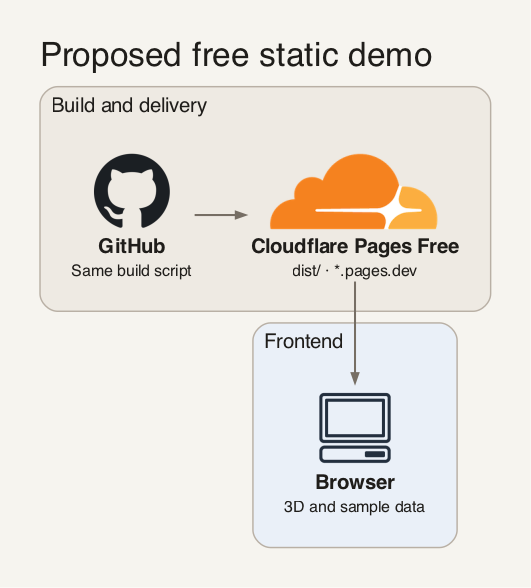 Proposed free static demo
Build and delivery
GitHub
Same build script
Cloudflare Pages Free
dist/ · *.pages.dev
Frontend
Browser
3D and sample data